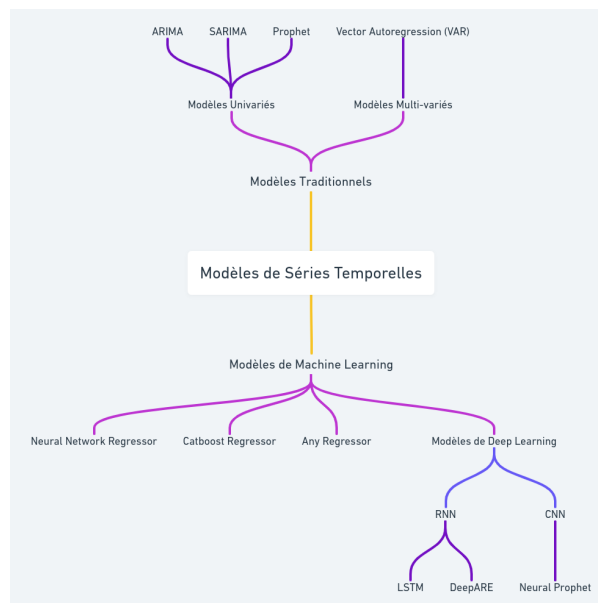 ARIMA SARIMA Prophet Vector Autoregression (VAR)
Modèles Univariés Modèles Multi-variés
Modèles Traditionnels
Modèles de Séries Temporelles
Modèles de Machine Learning
Neural Network Regressor Catboost Regressor Any Regressor Modèles de Deep Learning
RNN CNN
LSTM DeepARE Neural Prophet